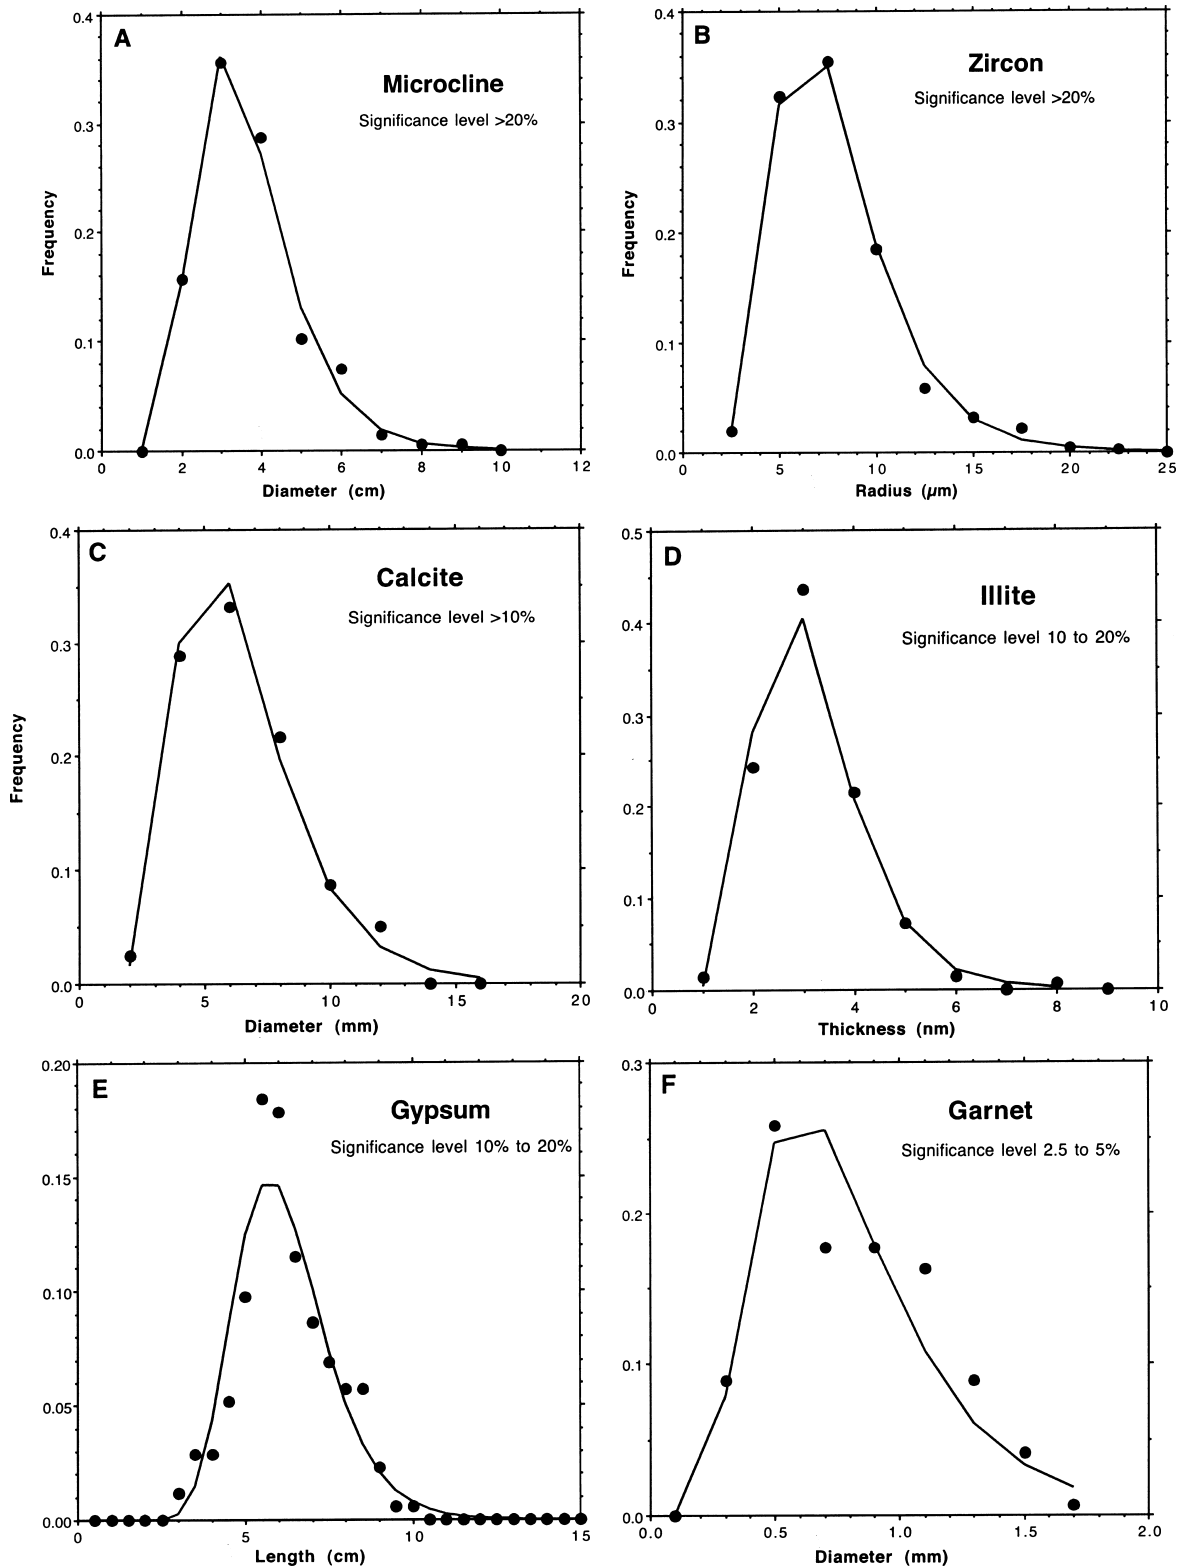 A
Microcline
Significance level >20%
Frequency
0.4
0.3
0.2
0.1
0.0
0 2 4 6 8 10 12
Diameter (cm)
B
Zircon
Significance level >20%
Frequency
0.4
0.3
0.2
0.1
0.0
0 5 10 15 20 25
Radius (µm)
C
Calcite
Significance level >10%
Frequency
0.4
0.3
0.2
0.1
0.0
0 5 10 15 20
Diameter (mm)
D
Illite
Significance level 10 to 20%
0.5
0.4
0.3
0.2
0.1
0.0
0 2 4 6 8 10
Thickness (nm)
E
Gypsum
Significance level 10% to 20%
0.20
0.15
0.10
0.05
0.00
5 10 15
Length (cm)
F
Garnet
Significance level 2.5 to 5%
0.3
0.2
0.1
0.0
0.0 0.5 1.0 1.5 2.0
Diameter (mm)